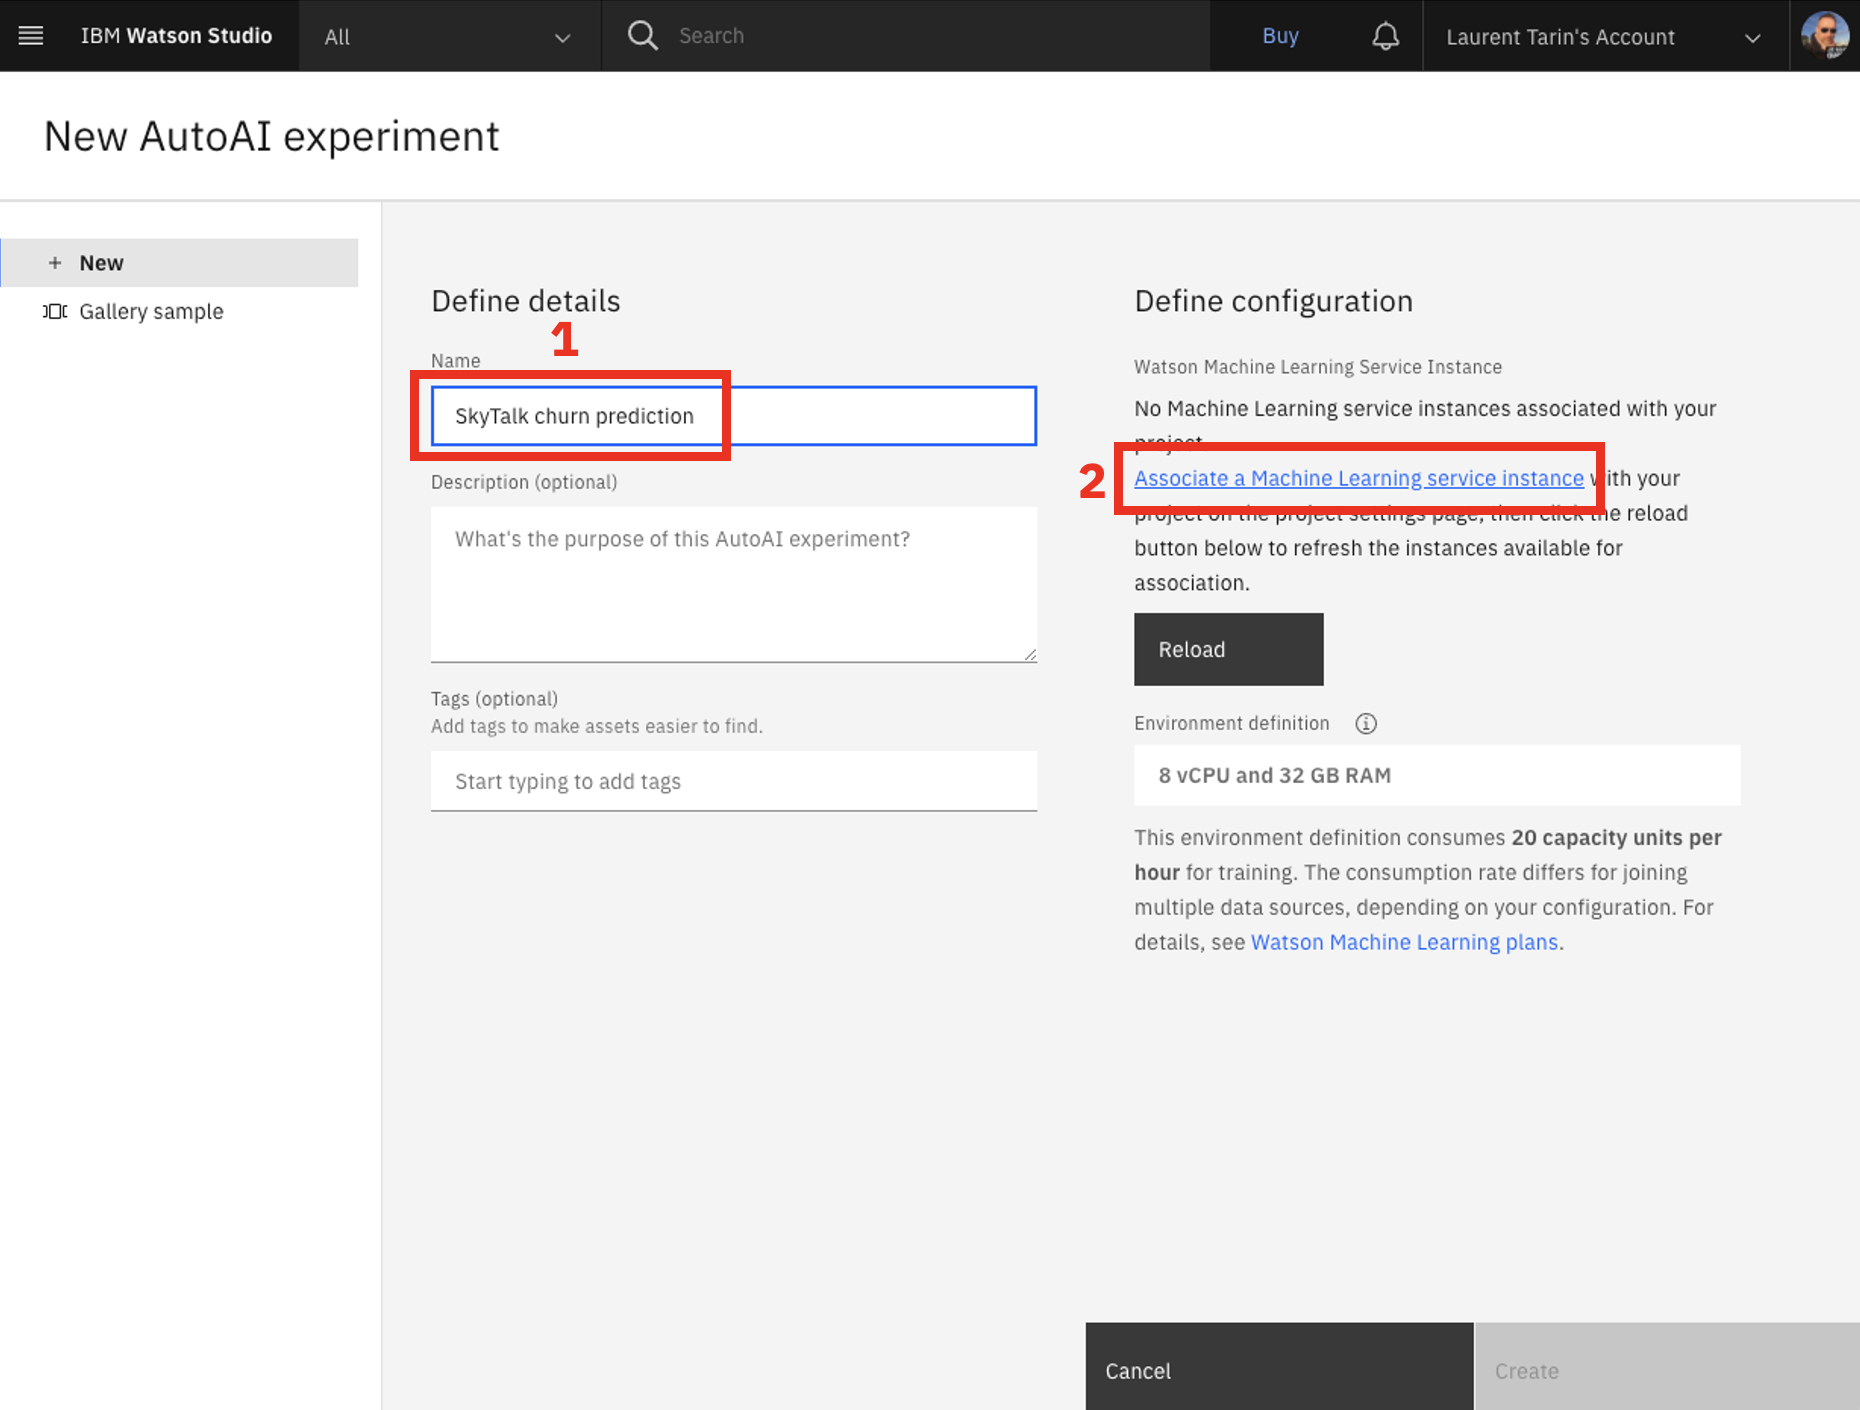 IBM Watson Studio
All
Search
Buy
Laurent Tarin's Account
New AutoAI experiment
+ New
Gallery sample
Define details
1
Name
SkyTalk churn prediction
Description (optional)
What's the purpose of this AutoAI experiment?
Tags (optional)
Add tags to make assets easier to find.
Start typing to add tags
Define configuration
Watson Machine Learning Service Instance
No Machine Learning service instances associated with your
project.
2
Associate a Machine Learning service instance with your
project on the project settings page, then click the reload
button below to refresh the instances available for
association.
Reload
Environment definition
8 vCPU and 32 GB RAM
This environment definition consumes 20 capacity units per
hour for training. The consumption rate differs for joining
multiple data sources, depending on your configuration. For
details, see Watson Machine Learning plans.
Cancel
Create